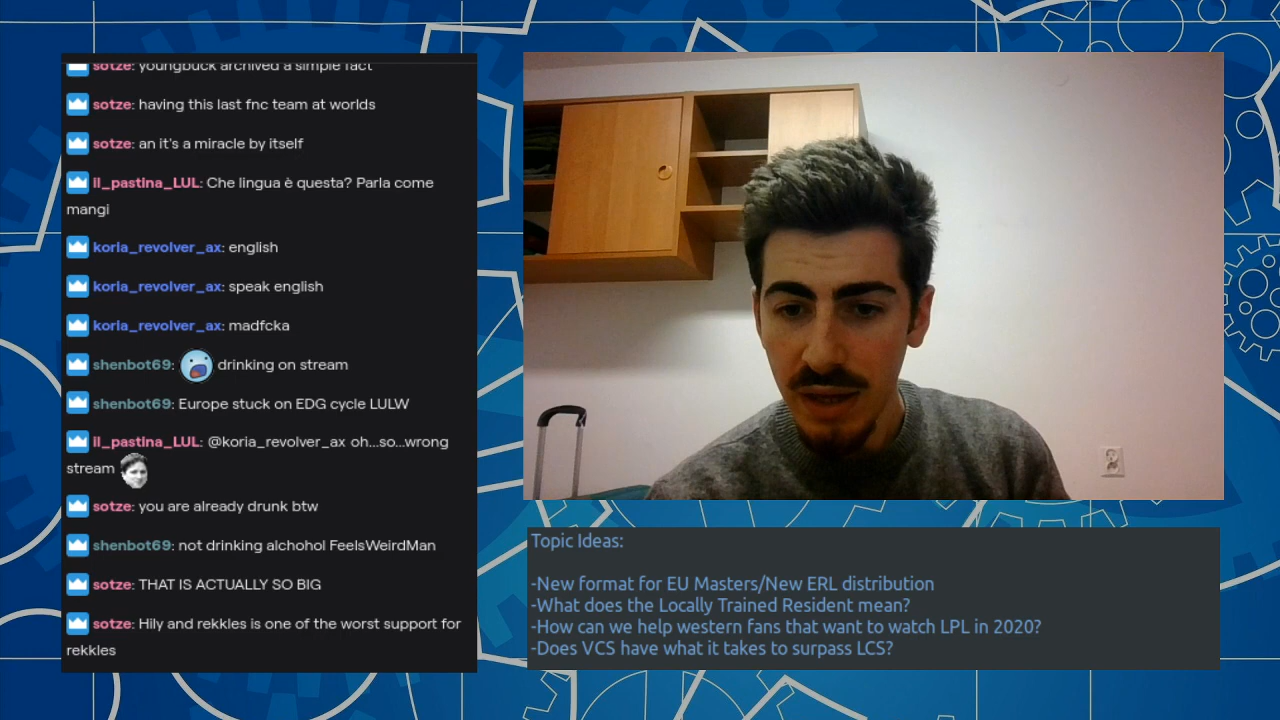 sotze: youngbuck archived a simple fact
sotze: having this last fnc team at worlds
sotze: an it's a miracle by itself
il_pastina_LUL: Che lingua è questa? Parla come
mangi
korla_revolver_ax: english
korla_revolver_ax: speak english
korla_revolver_ax: madfcka
shenbot69: drinking on stream
shenbot69: Europe stuck on EDG cycle LULW
il_pastina_LUL: @koria_revolver_ax oh...so...wrong
stream
sotze: you are already drunk btw
shenbot69: not drinking alchohol FeelsWeirdMan
sotze: THAT IS ACTUALLY SO BIG
sotze: Hily and rekkles is one of the worst support for
rekkles
Topic Ideas:
-New format for EU Masters/New ERL distribution
-What does the Locally Trained Resident mean?
-How can we help western fans that want to watch LPL in 2020?
-Does VCS have what it takes to surpass LCS?